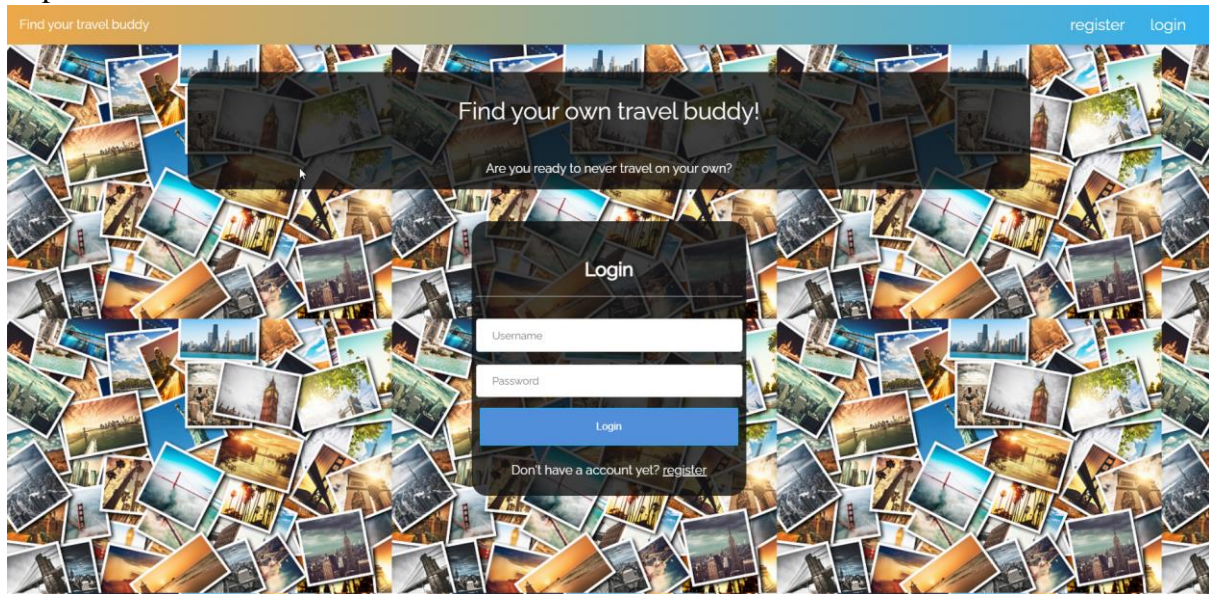 Find your travel buddy
register login
Find your own travel buddy!
Are you ready to never travel on your own?
Login
Username
Password
Login
Don't have a account yet? register